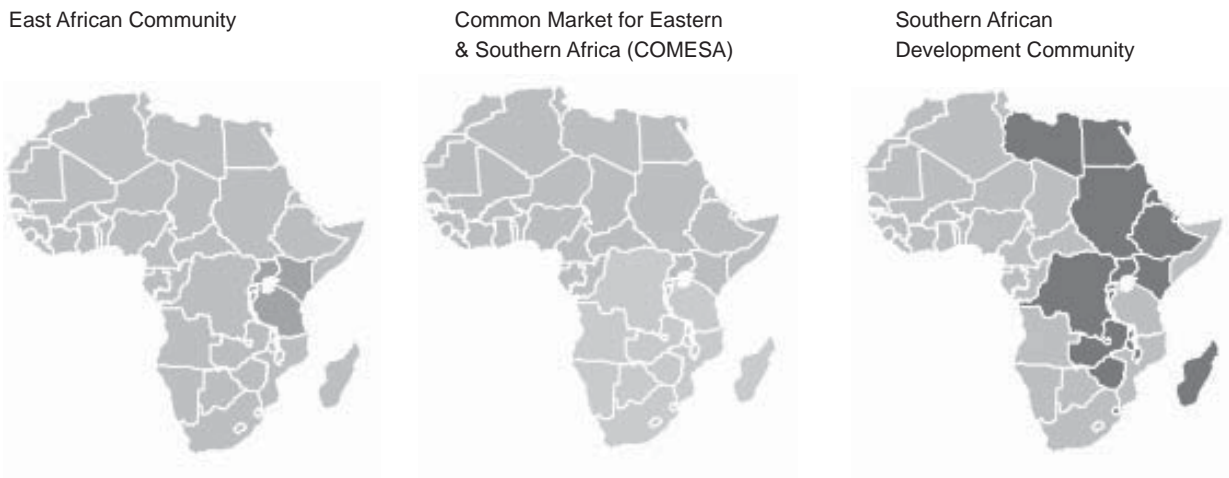 East African Community
Common Market for Eastern
& Southern Africa (COMESA)
Southern African
Development Community